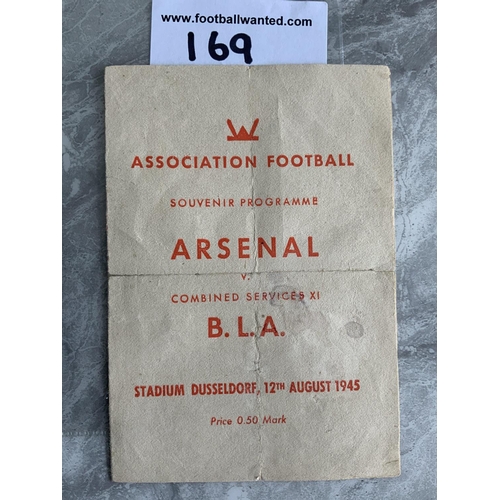 www.footballwanted.com
169
ASSOCIATION FOOTBALL
SOUVENIR PROGRAMME
ARSENAL
V.
COMBINED SERVICES XI
B.L.A.
STADIUM DUSSELDORF, 12TH AUGUST 1945
Price 0.50 Mark